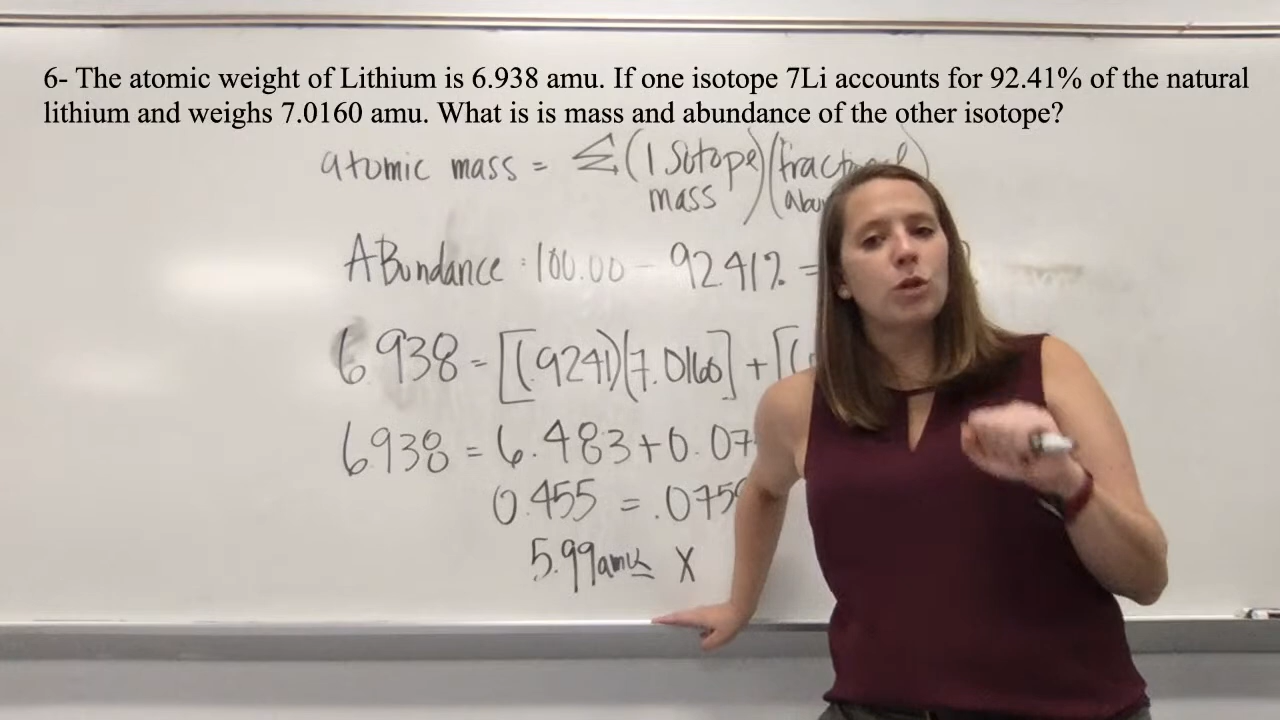 6- The atomic weight of Lithium is 6.938 amu. If one isotope 7Li accounts for 92.41% of the natural
lithium and weighs 7.0160 amu. What is is mass and abundance of the other isotope?
atomic mass = Σ (Isotope mass) (fractional
ABundance : 100.00 - 92.41% =
6.938 = [(.9241)(7.0160] + [(
6.938 = 6.483 + 0.07
0.455 = .0759
5.99amu x